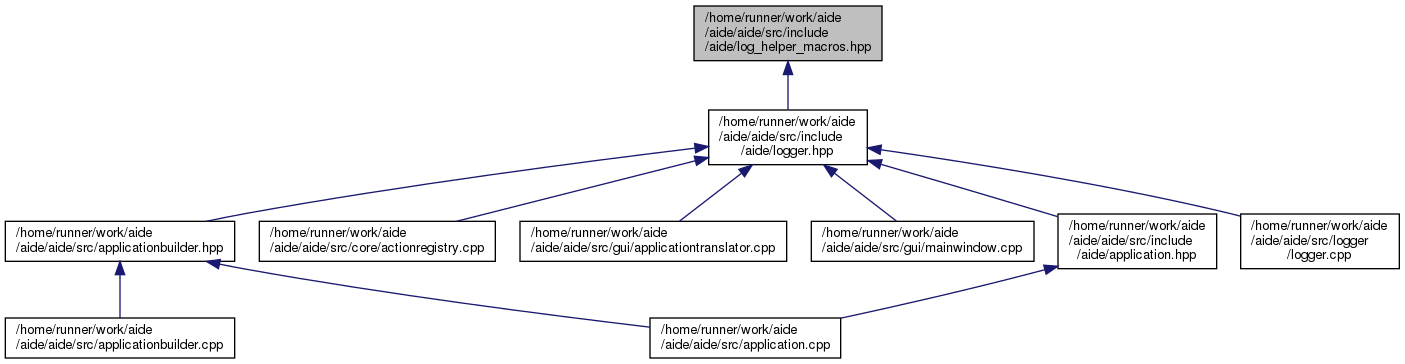 /home/runner/work/aide
/aide/aide/src/include
/aide/log_helper_macros.hpp
/home/runner/work/aide
/aide/aide/src/include
/aide/logger.hpp
/home/runner/work/aide
/aide/aide/src/applicationbuilder.hpp
/home/runner/work/aide
/aide/aide/src/core/actionregistry.cpp
/home/runner/work/aide
/aide/aide/src/gui/applicationtranslator.cpp
/home/runner/work/aide
/aide/aide/src/gui/mainwindow.cpp
/home/runner/work/aide
/aide/aide/src/include
/aide/application.hpp
/home/runner/work/aide
/aide/aide/src/logger
/logger.cpp
/home/runner/work/aide
/aide/aide/src/applicationbuilder.cpp
/home/runner/work/aide
/aide/aide/src/application.cpp